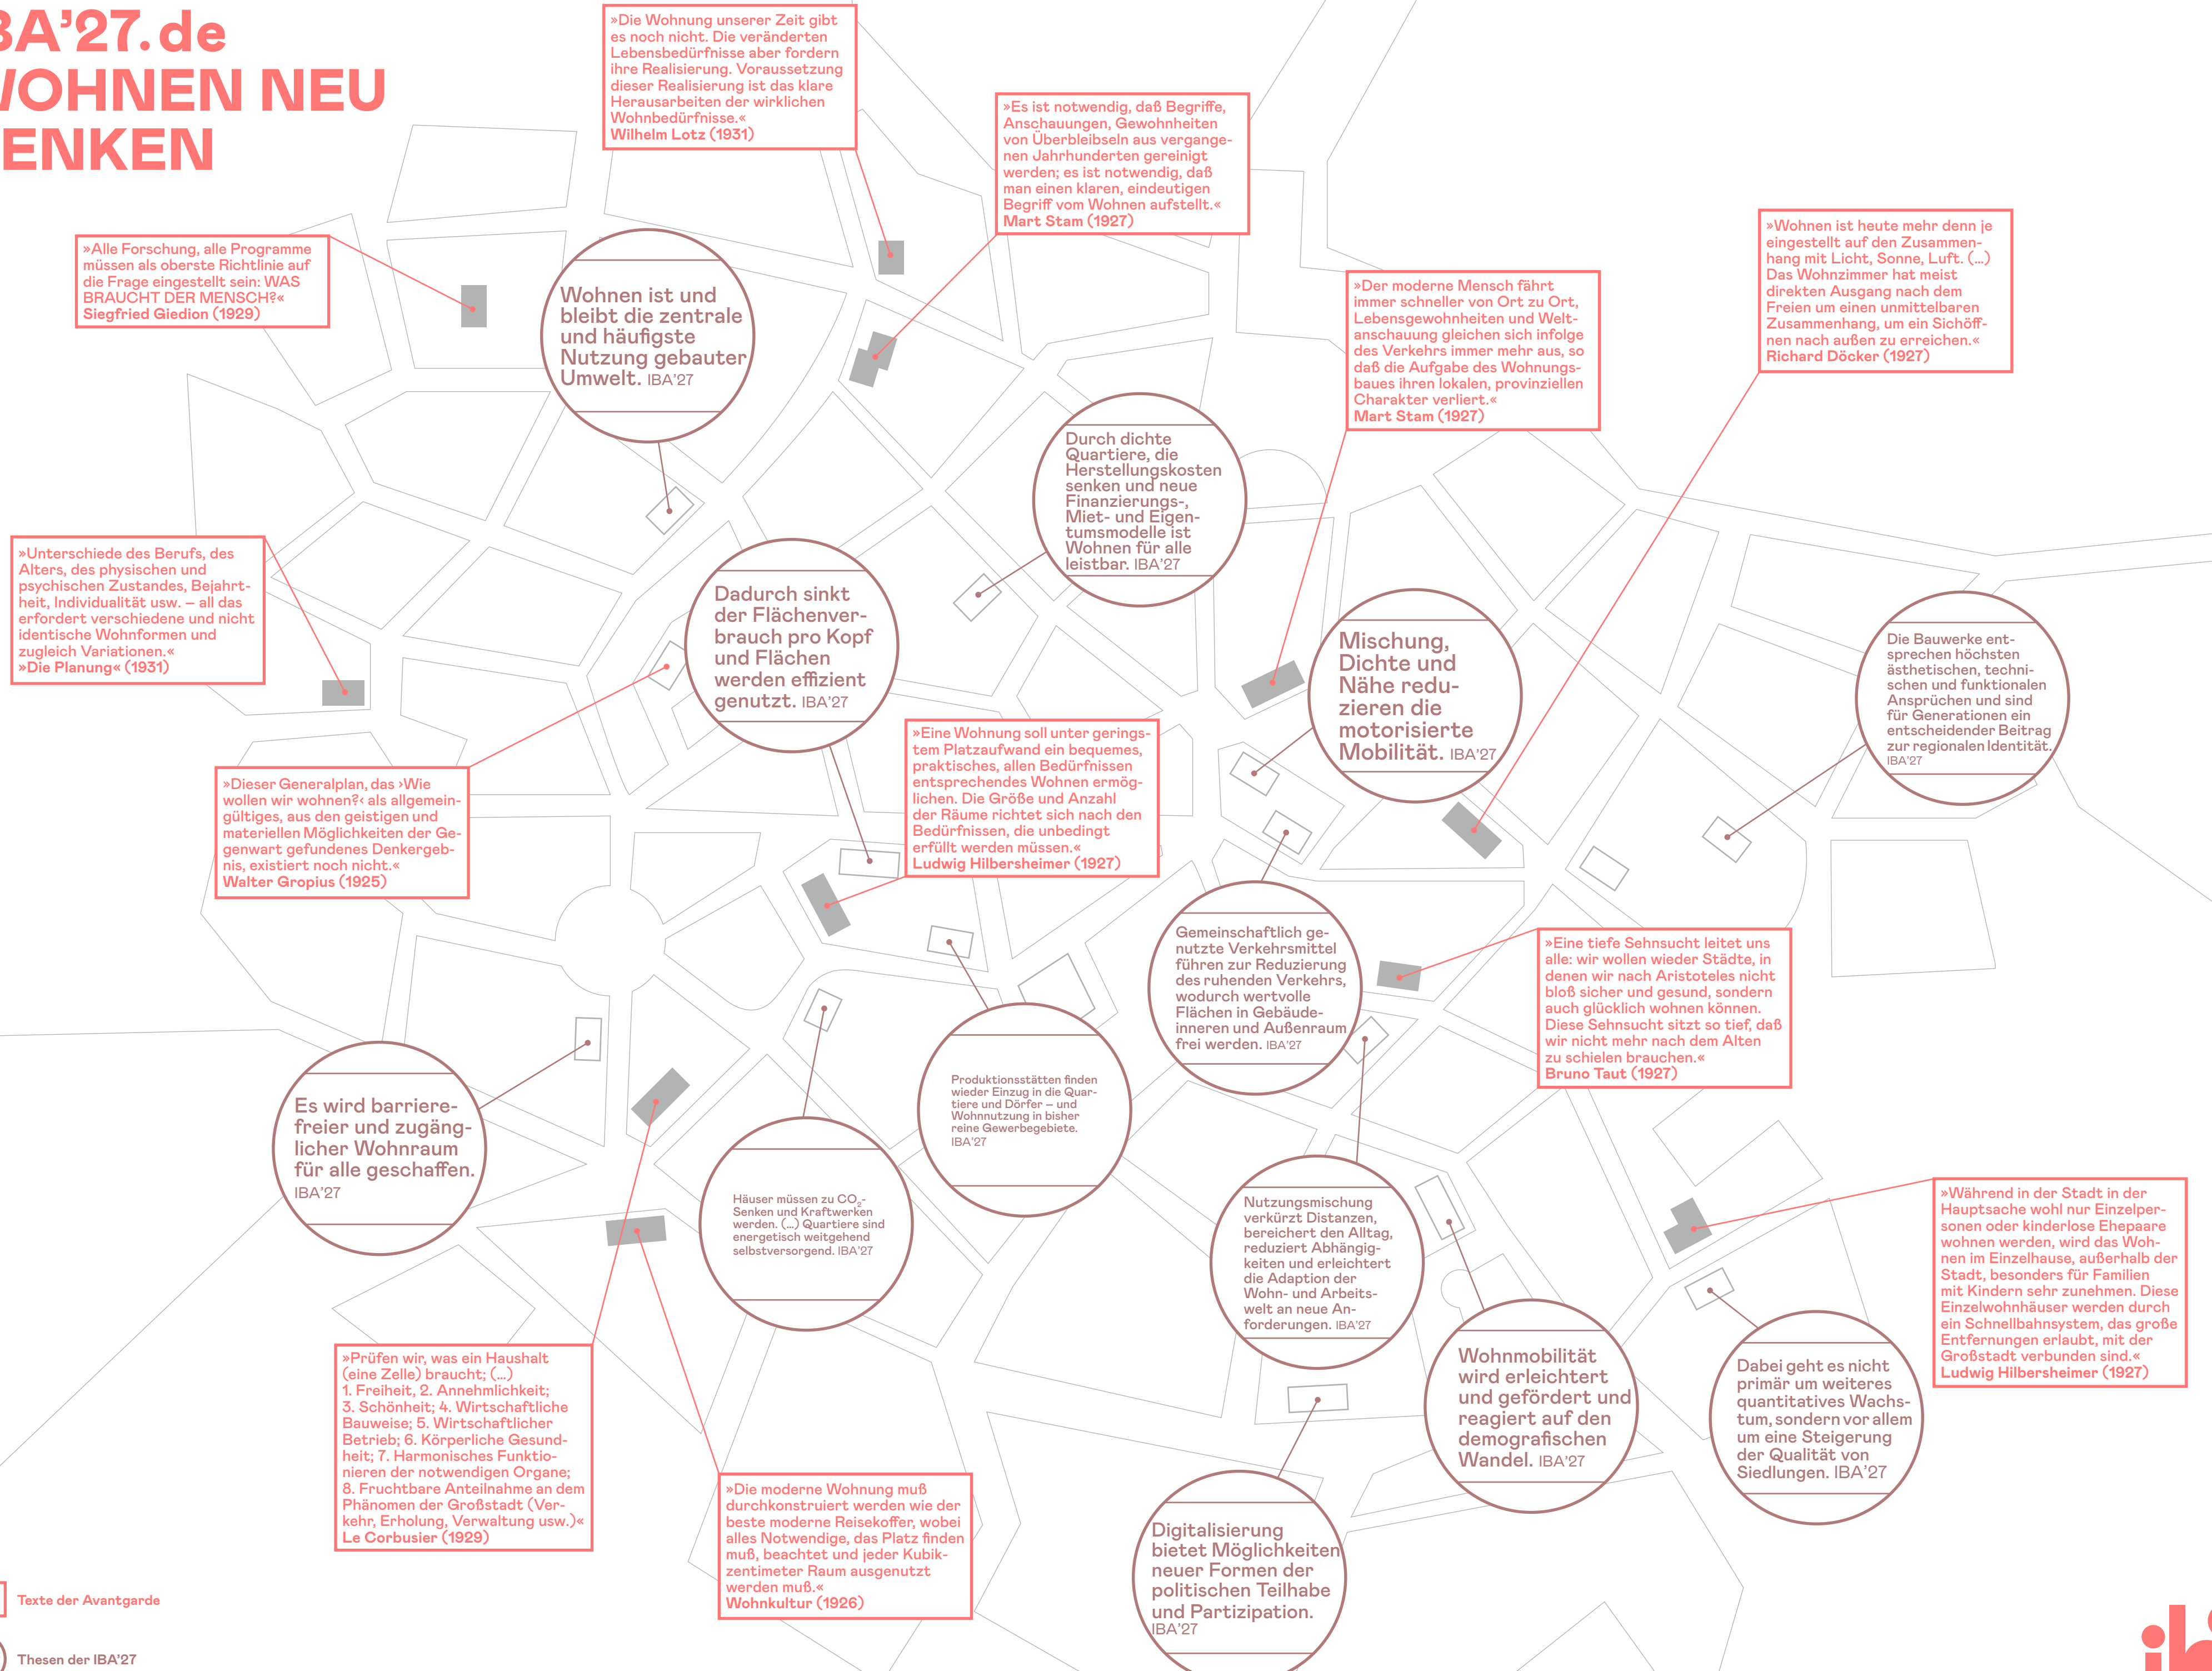 BA’27.de
WOHNEN NEU
ENKEN
»Die Wohnung unserer Zeit gibt
es noch nicht. Die veränderten
Lebensbedürfnisse aber fordern
ihre Realisierung. Voraussetzung
dieser Realisierung ist das klare
Herausarbeiten der wirklichen
Wohnbedürfnisse.«
Wilhelm Lotz (1931)
»Es ist notwendig, daß Begriffe,
Anschauungen, Gewohnheiten
von Überbleibseln aus vergange-
nen Jahrhunderten gereinigt
werden; es ist notwendig, daß
man einen klaren, eindeutigen
Begriff vom Wohnen aufstellt.«
Mart Stam (1927)
»Alle Forschung, alle Programme
müssen als oberste Richtlinie auf
die Frage eingestellt sein: WAS
BRAUCHT DER MENSCH?«
Siegfried Giedion (1929)
Wohnen ist und
bleibt die zentrale
und häufigste
Nutzung gebauter
Umwelt. IBA’27
»Der moderne Mensch fährt
immer schneller von Ort zu Ort,
Lebensgewohnheiten und Welt-
anschauung gleichen sich infolge
des Verkehrs immer mehr aus, so
daß die Aufgabe des Wohnungs-
baues ihren lokalen, provinziellen
Charakter verliert.«
Mart Stam (1927)
»Wohnen ist heute mehr denn je
eingestellt auf den Zusammen-
hang mit Licht, Sonne, Luft. (...)
Das Wohnzimmer hat meist
direkten Ausgang nach dem
Freien um einen unmittelbaren
Zusammenhang, um ein Sichöff-
nen nach außen zu erreichen.«
Richard Döcker (1927)
Durch dichte
Quartiere, die
Herstellungskosten
senken und neue
Finanzierungs-,
Miet- und Eigen-
tumsmodelle ist
Wohnen für alle
leistbar. IBA’27
»Unterschiede des Berufs, des
Alters, des physischen und
psychischen Zustandes, Bejahrt-
heit, Individualität usw. – all das
erfordert verschiedene und nicht
identische Wohnformen und
zugleich Variationen.«
»Die Planung« (1931)
Dadurch sinkt
der Flächenver-
brauch pro Kopf
und Flächen
werden effizient
genutzt. IBA’27
Mischung,
Dichte und
Nähe redu-
zieren die
motorisierte
Mobilität. IBA’27
Die Bauwerke ent-
sprechen höchsten
ästhetischen, techni-
schen und funktionalen
Ansprüchen und sind
für Generationen ein
entscheidender Beitrag
zur regionalen Identität.
IBA’27
»Eine Wohnung soll unter gerings-
tem Platzaufwand ein bequemes,
praktisches, allen Bedürfnissen
entsprechendes Wohnen ermög-
lichen. Die Größe und Anzahl
der Räume richtet sich nach den
Bedürfnissen, die unbedingt
erfüllt werden müssen.«
Ludwig Hilbersheimer (1927)
»Dieser Generalplan, das ›Wie
wollen wir wohnen?‹ als allgemein-
gültiges, aus den geistigen und
materiellen Möglichkeiten der Ge-
genwart gefundenes Denkergeb-
nis, existiert noch nicht.«
Walter Gropius (1925)
Gemeinschaftlich ge-
nutzte Verkehrsmittel
führen zur Reduzierung
des ruhenden Verkehrs,
wodurch wertvolle
Flächen in Gebäude-
inneren und Außenraum
frei werden. IBA’27
»Eine tiefe Sehnsucht leitet uns
alle: wir wollen wieder Städte, in
denen wir nach Aristoteles nicht
bloß sicher und gesund, sondern
auch glücklich wohnen können.
Diese Sehnsucht sitzt so tief, daß
wir nicht mehr nach dem Alten
zu schielen brauchen.«
Bruno Taut (1927)
Es wird barriere-
freier und zugäng-
licher Wohnraum
für alle geschaffen.
IBA’27
Produktionsstätten finden
wieder Einzug in die Quar-
tiere und Dörfer – und
Wohnnutzung in bisher
reine Gewerbegebiete.
IBA’27
Häuser müssen zu CO₂-
Senken und Kraftwerken
werden. (...) Quartiere sind
energetisch weitgehend
selbstversorgend. IBA’27
Nutzungsmischung
verkürzt Distanzen,
bereichert den Alltag,
reduziert Abhängig-
keiten und erleichtert
die Adaption der
Wohn- und Arbeits-
welt an neue An-
forderungen. IBA’27
»Während in der Stadt in der
Hauptsache wohl nur Einzelper-
sonen oder kinderlose Ehepaare
wohnen werden, wird das Woh-
nen im Einzelhause, außerhalb der
Stadt, besonders für Familien
mit Kindern sehr zunehmen. Diese
Einzelwohnhäuser werden durch
ein Schnellbahnsystem, das große
Entfernungen erlaubt, mit der
Großstadt verbunden sind.«
Ludwig Hilbersheimer (1927)
»Prüfen wir, was ein Haushalt
(eine Zelle) braucht; (...)
1. Freiheit, 2. Annehmlichkeit;
3. Schönheit; 4. Wirtschaftliche
Bauweise; 5. Wirtschaftlicher
Betrieb; 6. Körperliche Gesund-
heit; 7. Harmonisches Funktio-
nieren der notwendigen Organe;
8. Fruchtbare Anteilnahme an dem
Phänomen der Großstadt (Ver-
kehr, Erholung, Verwaltung usw.)«
Le Corbusier (1929)
Wohnmobilität
wird erleichtert
und gefördert und
reagiert auf den
demografischen
Wandel. IBA’27
Dabei geht es nicht
primär um weiteres
quantitatives Wachs-
tum, sondern vor allem
um eine Steigerung
der Qualität von
Siedlungen. IBA’27
»Die moderne Wohnung muß
durchkonstruiert werden wie der
beste moderne Reisekoffer, wobei
alles Notwendige, das Platz finden
muß, beachtet und jeder Kubik-
zentimeter Raum ausgenutzt
werden muß.«
Wohnkultur (1926)
Digitalisierung
bietet Möglichkeiten
neuer Formen der
politischen Teilhabe
und Partizipation.
IBA’27
Texte der Avantgarde
Thesen der IBA’27